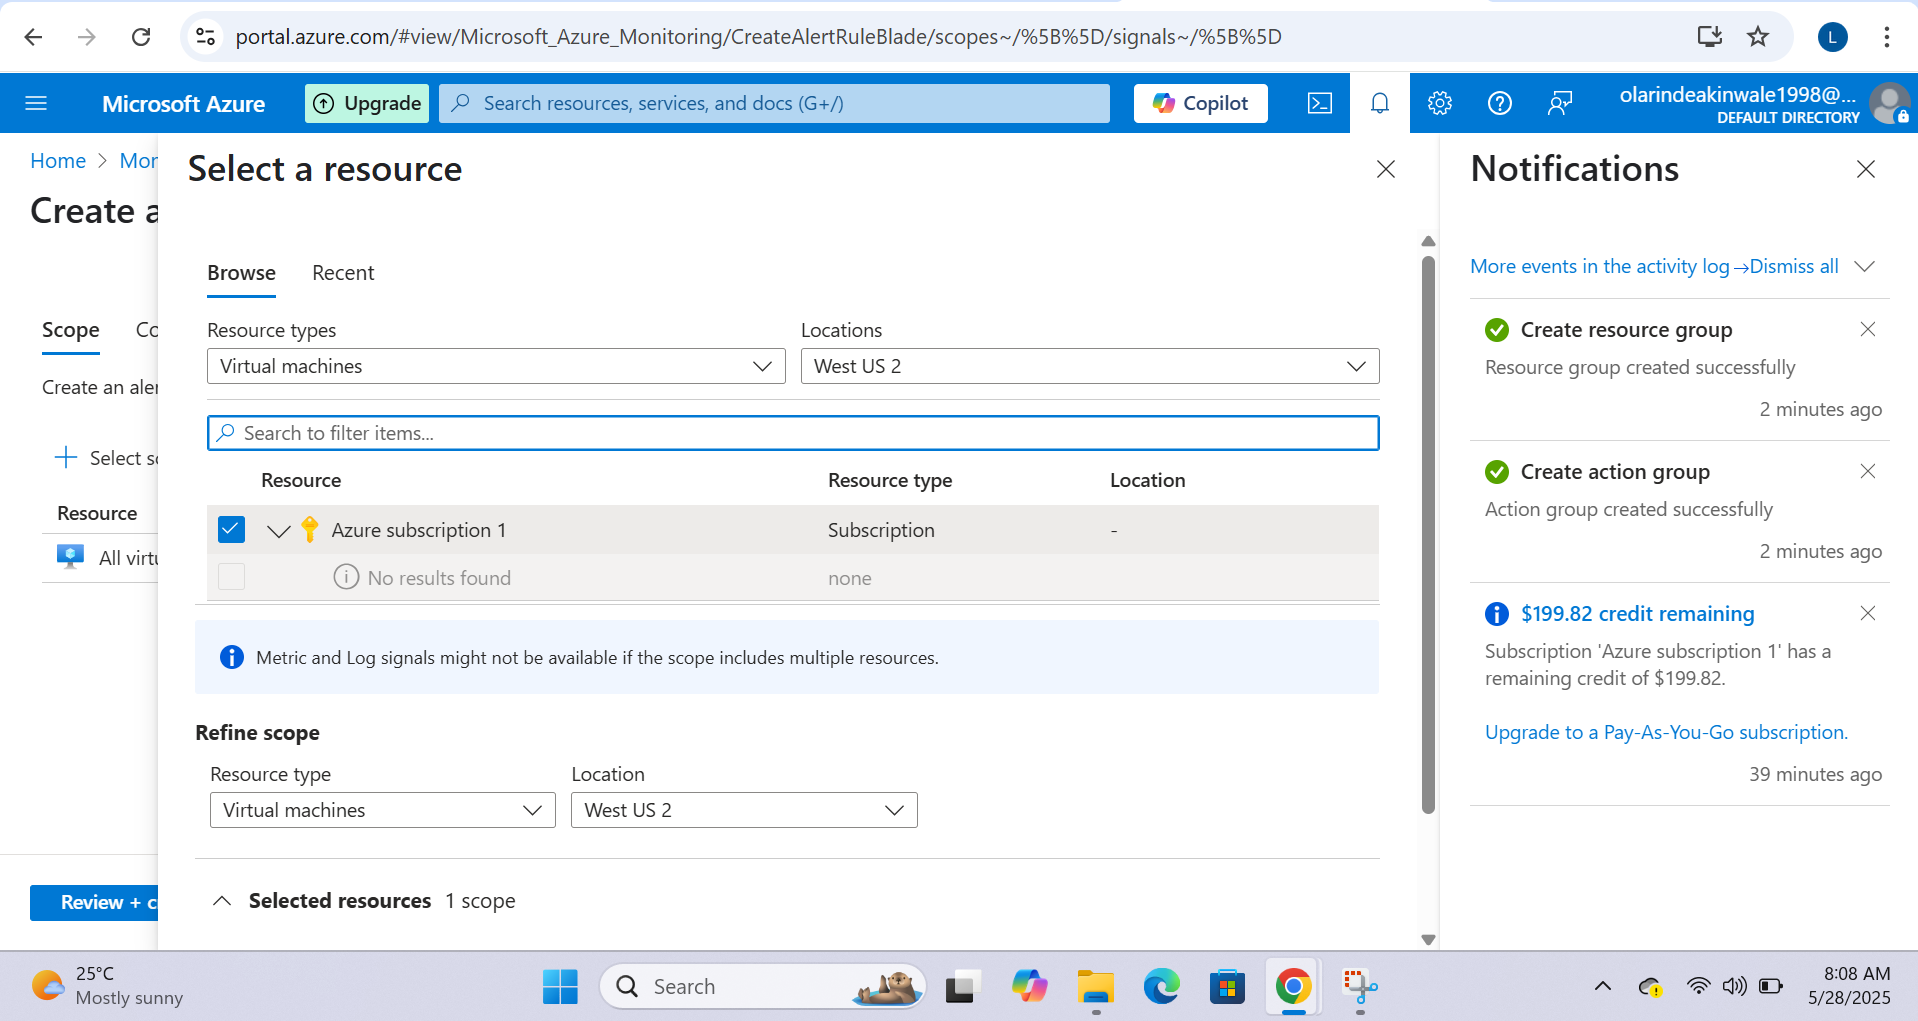 portal.azure.com/#view/Microsoft_Azure_Monitoring/CreateAlertRuleBlade/scopes~/%5B%5D/signals~/%5B%5D
L
Microsoft Azure
Upgrade
Search resources, services, and docs (G+/)
Copilot
olarindeakinwale1998@...
DEFAULT DIRECTORY
Home > Mor
Create a
Scope
Co
Create an aler
Select sc
Resource
All virtu
Review + c
Select a resource
Browse
Recent
Resource types
Locations
Virtual machines
West US 2
Search to filter items...
Resource
Resource type
Location
Azure subscription 1
Subscription
-
No results found
none
Metric and Log signals might not be available if the scope includes multiple resources.
Refine scope
Resource type
Location
Virtual machines
West US 2
Selected resources 1 scope
Notifications
More events in the activity log →
Dismiss all
Create resource group
Resource group created successfully
2 minutes ago
Create action group
Action group created successfully
2 minutes ago
$199.82 credit remaining
Subscription 'Azure subscription 1' has a
remaining credit of $199.82.
Upgrade to a Pay-As-You-Go subscription.
39 minutes ago
25°C
Mostly sunny
Search
8:08 AM
5/28/2025